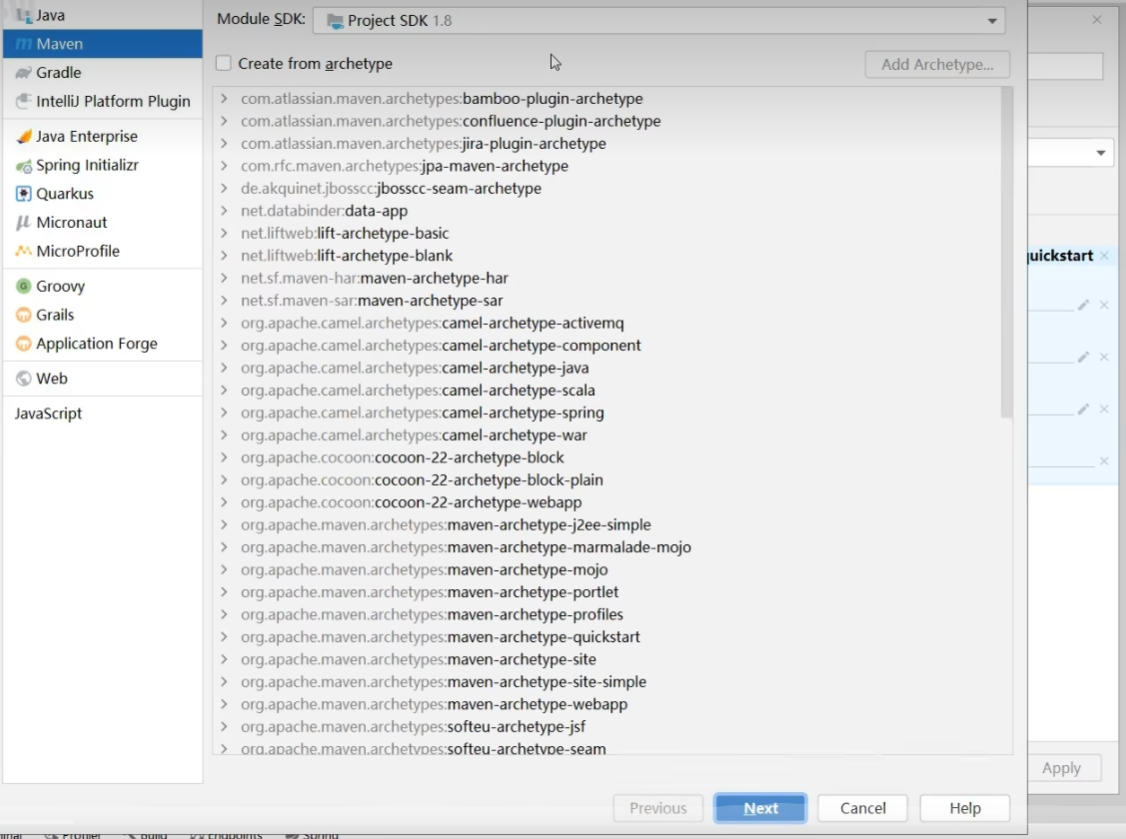 Java
Maven
Gradle
IntelliJ Platform Plugin
Java Enterprise
Spring Initializr
Quarkus
Micronaut
MicroProfile
Groovy
Grails
Application Forge
Web
JavaScript
Module SDK: Project SDK 1.8
Create from archetype
Add Archetype...
com.atlassian.maven.archetypes:bamboo-plugin-archetype
com.atlassian.maven.archetypes:confluence-plugin-archetype
com.atlassian.maven.archetypes:jira-plugin-archetype
com.rfc.maven.archetypes:jpa-maven-archetype
de.akquinet.jbosscc:jbosscc-seam-archetype
net.databinder:data-app
net.liftweb:lift-archetype-basic
net.liftweb:lift-archetype-blank
net.sf.maven-har:maven-archetype-har
net.sf.maven-sar:maven-archetype-sar
org.apache.camel.archetypes:camel-archetype-activemq
org.apache.camel.archetypes:camel-archetype-component
org.apache.camel.archetypes:camel-archetype-java
org.apache.camel.archetypes:camel-archetype-scala
org.apache.camel.archetypes:camel-archetype-spring
org.apache.camel.archetypes:camel-archetype-war
org.apache.cocoon:cocoon-22-archetype-block
org.apache.cocoon:cocoon-22-archetype-block-plain
org.apache.cocoon:cocoon-22-archetype-webapp
org.apache.maven.archetypes:maven-archetype-j2ee-simple
org.apache.maven.archetypes:maven-archetype-marmalade-mojo
org.apache.maven.archetypes:maven-archetype-mojo
org.apache.maven.archetypes:maven-archetype-portlet
org.apache.maven.archetypes:maven-archetype-profiles
org.apache.maven.archetypes:maven-archetype-quickstart
org.apache.maven.archetypes:maven-archetype-site
org.apache.maven.archetypes:maven-archetype-site-simple
org.apache.maven.archetypes:maven-archetype-webapp
org.apache.maven.archetypes:softeu-archetype-jsf
org.apache.maven.archetypes:softeu-archetype-seam
uickstart
Apply
Previous
Next
Cancel
Help
Profiler
Build
Endpoints
Spring